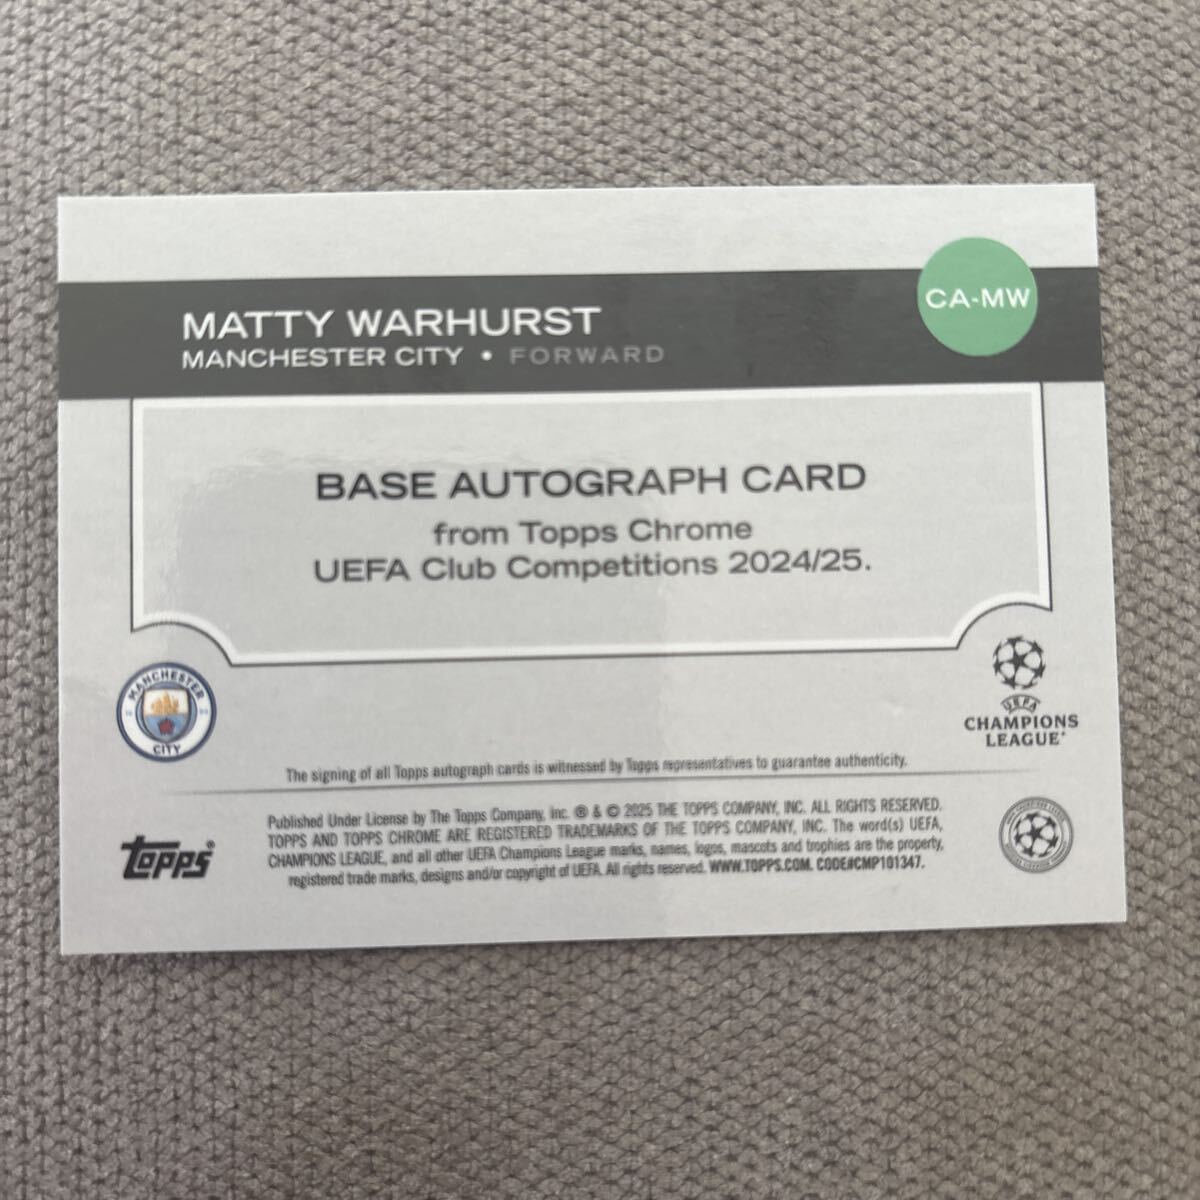 CA-MW
MATTY WARHURST
MANCHESTER CITY • FORWARD
BASE AUTOGRAPH CARD
from Topps Chrome
UEFA Club Competitions 2024/25.
MANCHESTER
CITY
UEFA
CHAMPIONS
LEAGUE®
The signing of all Topps autograph cards is witnessed by Topps representatives to guarantee authenticity.
topps®
Published Under License by The Topps Company, Inc. ® & © 2025 THE TOPPS COMPANY, INC. ALL RIGHTS RESERVED.
TOPPS AND TOPPS CHROME ARE REGISTERED TRADEMARKS OF THE TOPPS COMPANY, INC. The word(s) UEFA,
CHAMPIONS LEAGUE, and all other UEFA Champions League marks, names, logos, mascots and trophies are the property,
registered trade marks, designs and/or copyright of UEFA. All rights reserved. WWW.TOPPS.COM. CODE#CMP101347.